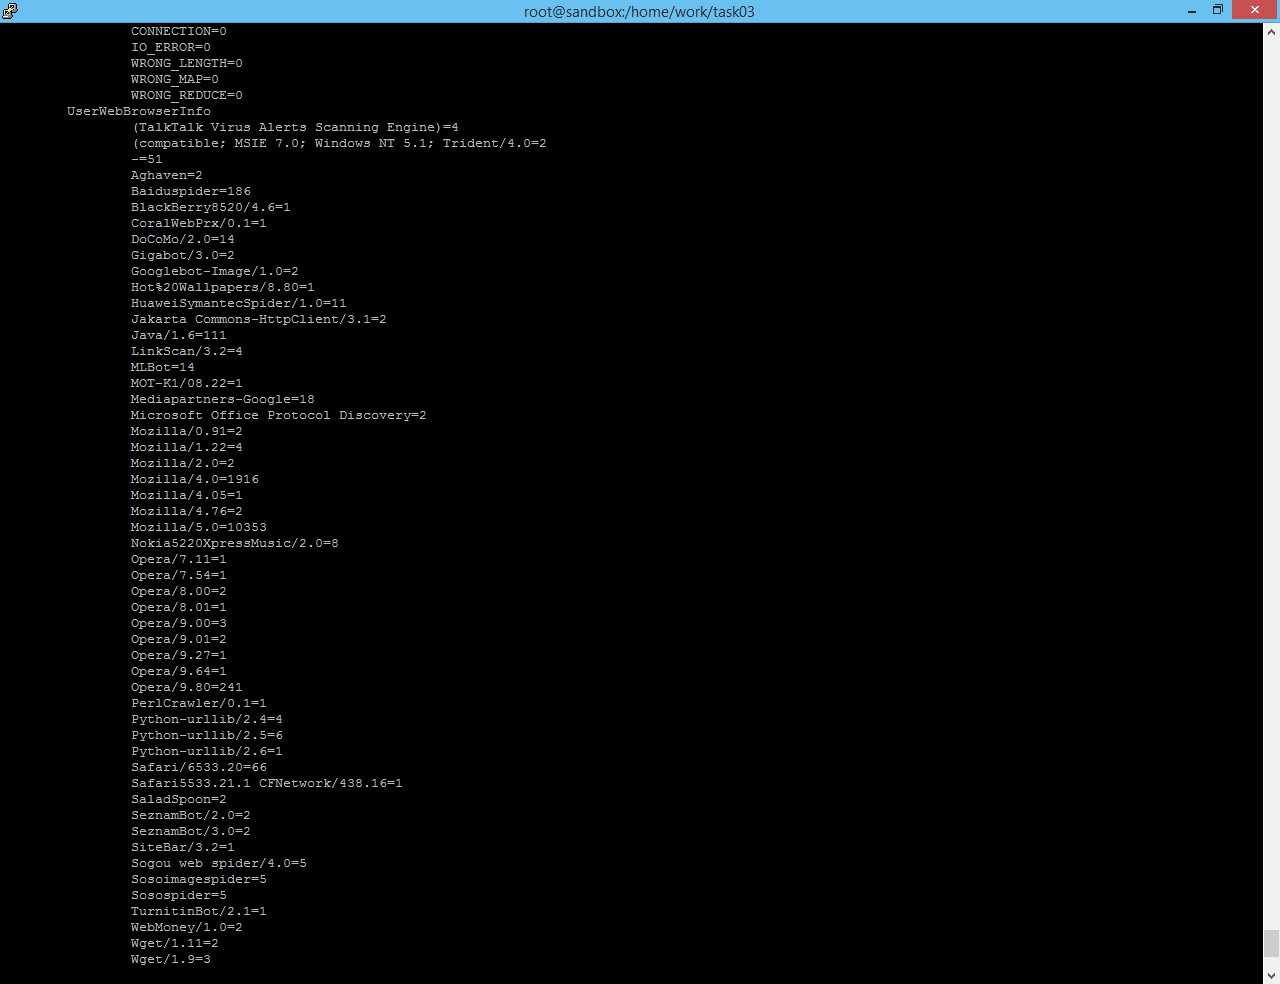 root@sandbox:/home/work/task03
CONNECTION=0
IO_ERROR=0
WRONG_LENGTH=0
WRONG_MAP=0
WRONG_REDUCE=0
UserWebBrowserInfo
(TalkTalk Virus Alerts Scanning Engine)=4
(compatible; MSIE 7.0; Windows NT 5.1; Trident/4.0=2
-=51
Aghaven=2
Baiduspider=186
BlackBerry8520/4.6=1
CoralWebPrx/0.1=1
DoCoMo/2.0=14
Gigabot/3.0=2
Googlebot-Image/1.0=2
Hot%20Wallpapers/8.80=1
HuaweiSymantecSpider/1.0=11
Jakarta Commons-HttpClient/3.1=2
Java/1.6=111
LinkScan/3.2=4
MLBot=14
MOT-K1/08.22=1
Mediapartners-Google=18
Microsoft Office Protocol Discovery=2
Mozilla/0.91=2
Mozilla/1.22=4
Mozilla/2.0=2
Mozilla/4.0=1916
Mozilla/4.05=1
Mozilla/4.76=2
Mozilla/5.0=10353
Nokia5220XpressMusic/2.0=8
Opera/7.11=1
Opera/7.54=1
Opera/8.00=2
Opera/8.01=1
Opera/9.00=3
Opera/9.01=2
Opera/9.27=1
Opera/9.64=1
Opera/9.80=241
PerlCrawler/0.1=1
Python-urllib/2.4=4
Python-urllib/2.5=6
Python-urllib/2.6=1
Safari/6533.20=66
Safari5533.21.1 CFNetwork/438.16=1
SaladSpoon=2
SeznamBot/2.0=2
SeznamBot/3.0=2
SiteBar/3.2=1
Sogou web spider/4.0=5
Sosoimagespider=5
Sosospider=5
TurnitinBot/2.1=1
WebMoney/1.0=2
Wget/1.11=2
Wget/1.9=3